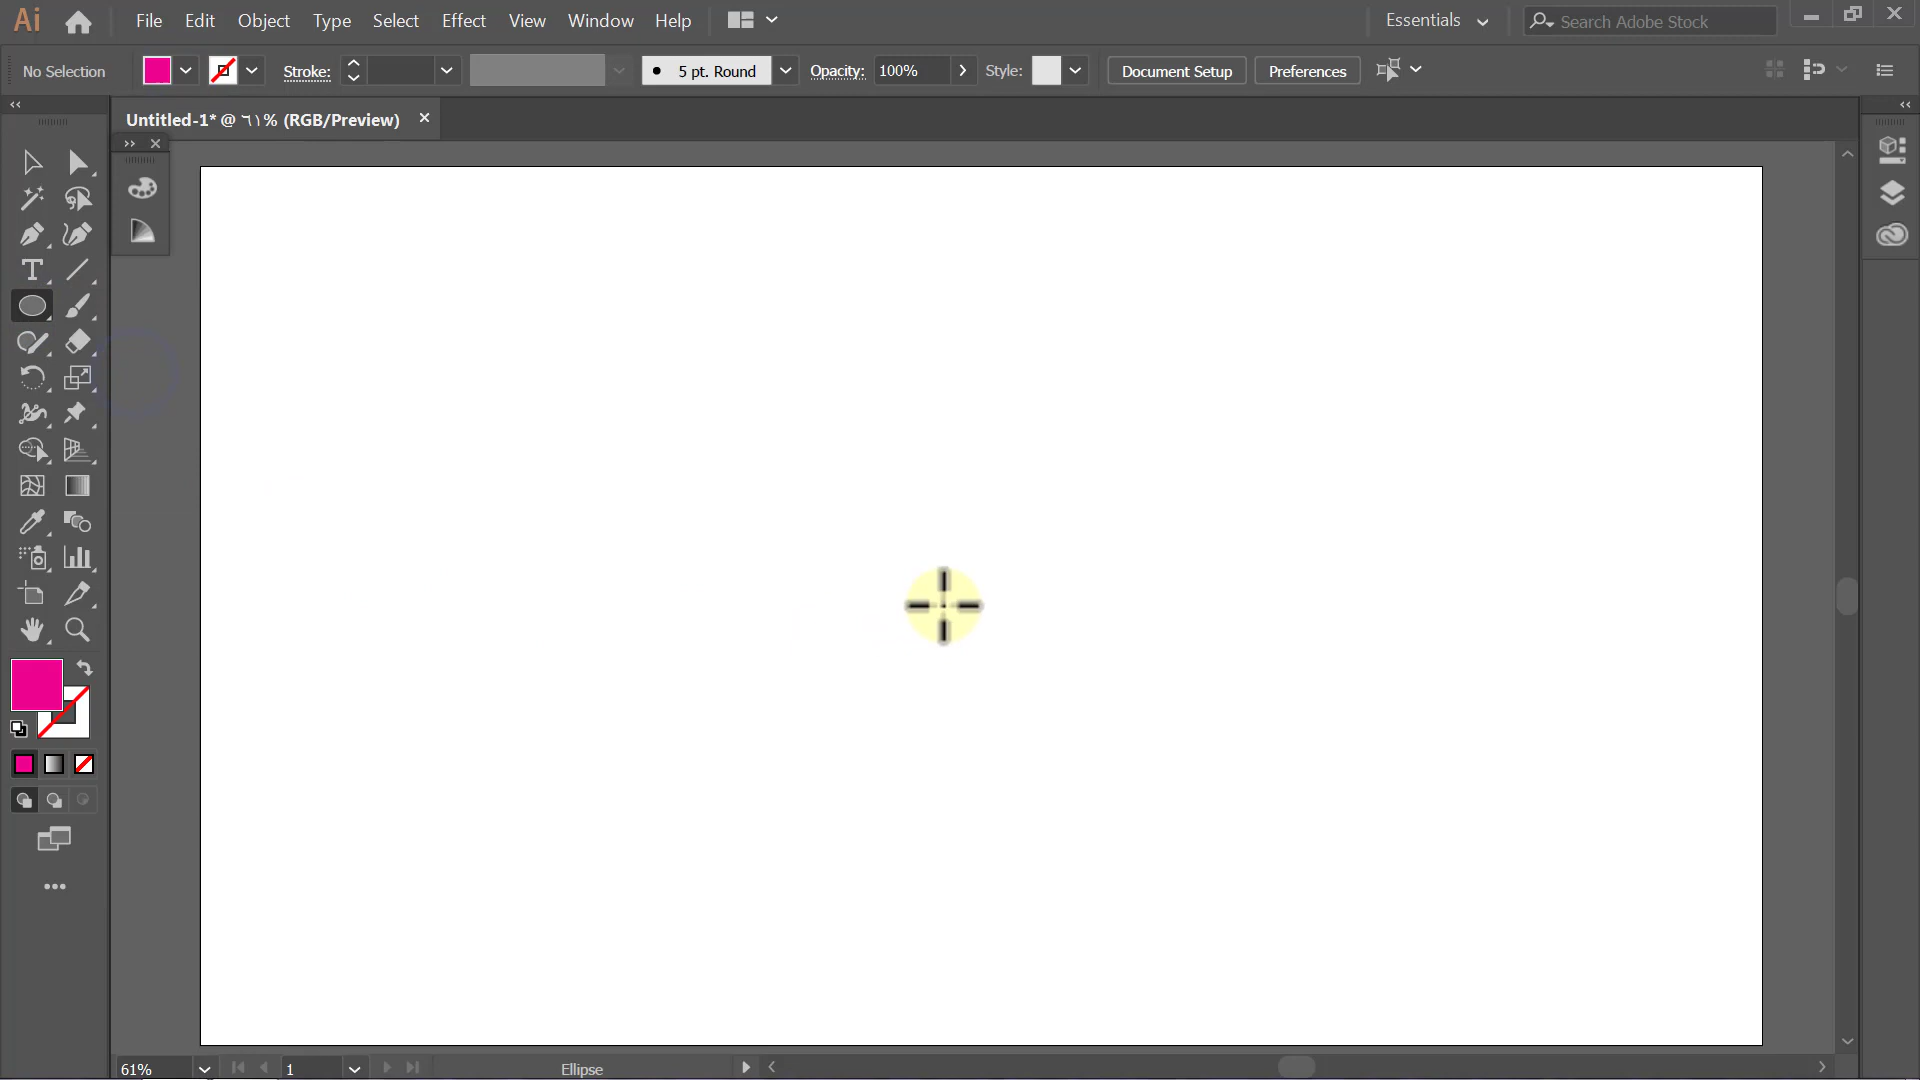 Ai File Edit Object Type Select Effect View Window Help Essentials Search Adobe Stock
No Selection Stroke: 5 pt. Round Opacity: 100% Style: Document Setup Preferences
Untitled-1* @ ٦١% (RGB/Preview)
T
61% 1 Ellipse